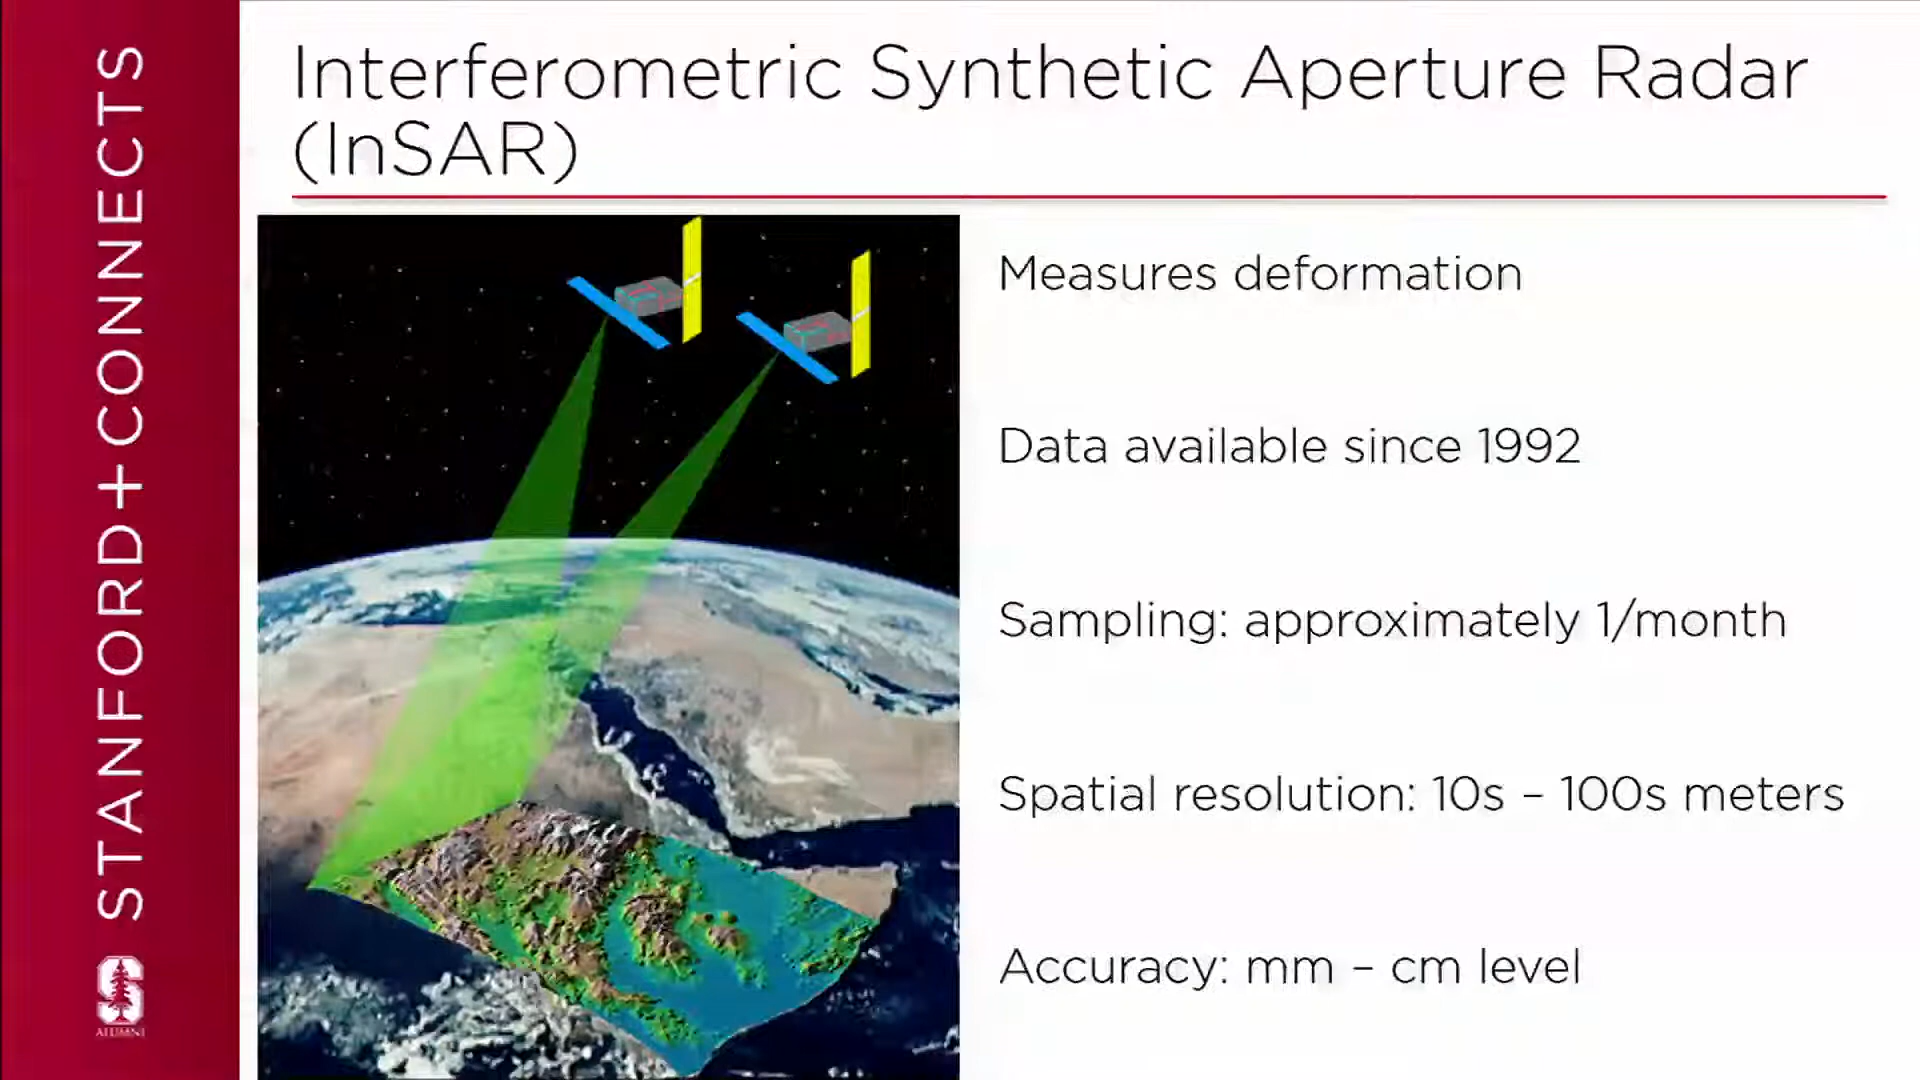 STANFORD+CONNECTS
S
ALUMNI
Interferometric Synthetic Aperture Radar
(InSAR)
Measures deformation
Data available since 1992
Sampling: approximately 1/month
Spatial resolution: 10s – 100s meters
Accuracy: mm – cm level